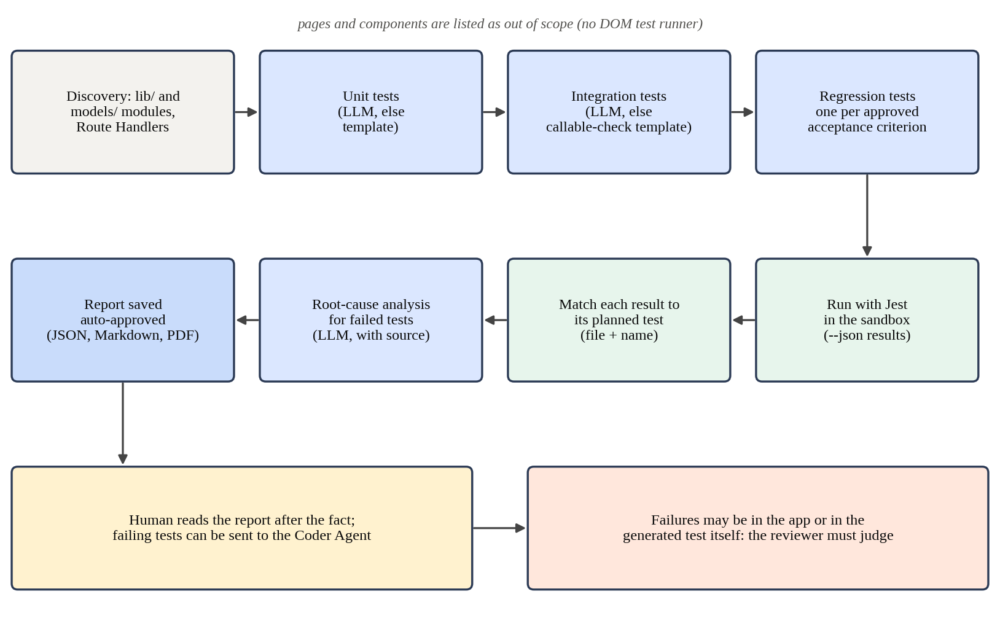 pages and components are listed as out of scope (no DOM test runner)
Discovery: lib/ and
models/ modules,
Route Handlers
Unit tests
(LLM, else
template)
Integration tests
(LLM, else
callable-check template)
Regression tests
one per approved
acceptance criterion
Report saved
auto-approved
(JSON, Markdown, PDF)
Root-cause analysis
for failed tests
(LLM, with source)
Match each result to
its planned test
(file + name)
Run with Jest
in the sandbox
(--json results)
Human reads the report after the fact;
failing tests can be sent to the Coder Agent
Failures may be in the app or in the
generated test itself: the reviewer must judge